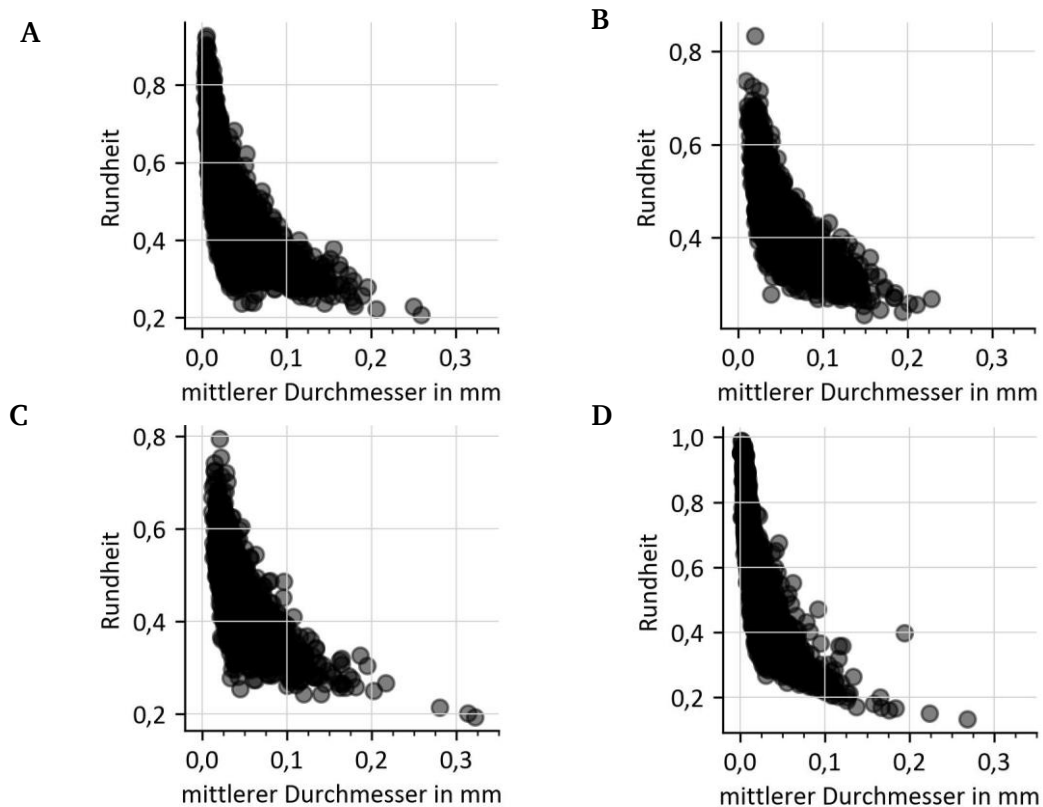 A
B
Rundheit
0,8
0,6
0,4
0,2
0,0 0,1 0,2 0,3
mittlerer Durchmesser in mm
Rundheit
0,8
0,6
0,4
0,0 0,1 0,2 0,3
mittlerer Durchmesser in mm
C
D
Rundheit
0,8
0,6
0,4
0,2
0,0 0,1 0,2 0,3
mittlerer Durchmesser in mm
Rundheit
1,0
0,8
0,6
0,4
0,2
0,0 0,1 0,2 0,3
mittlerer Durchmesser in mm